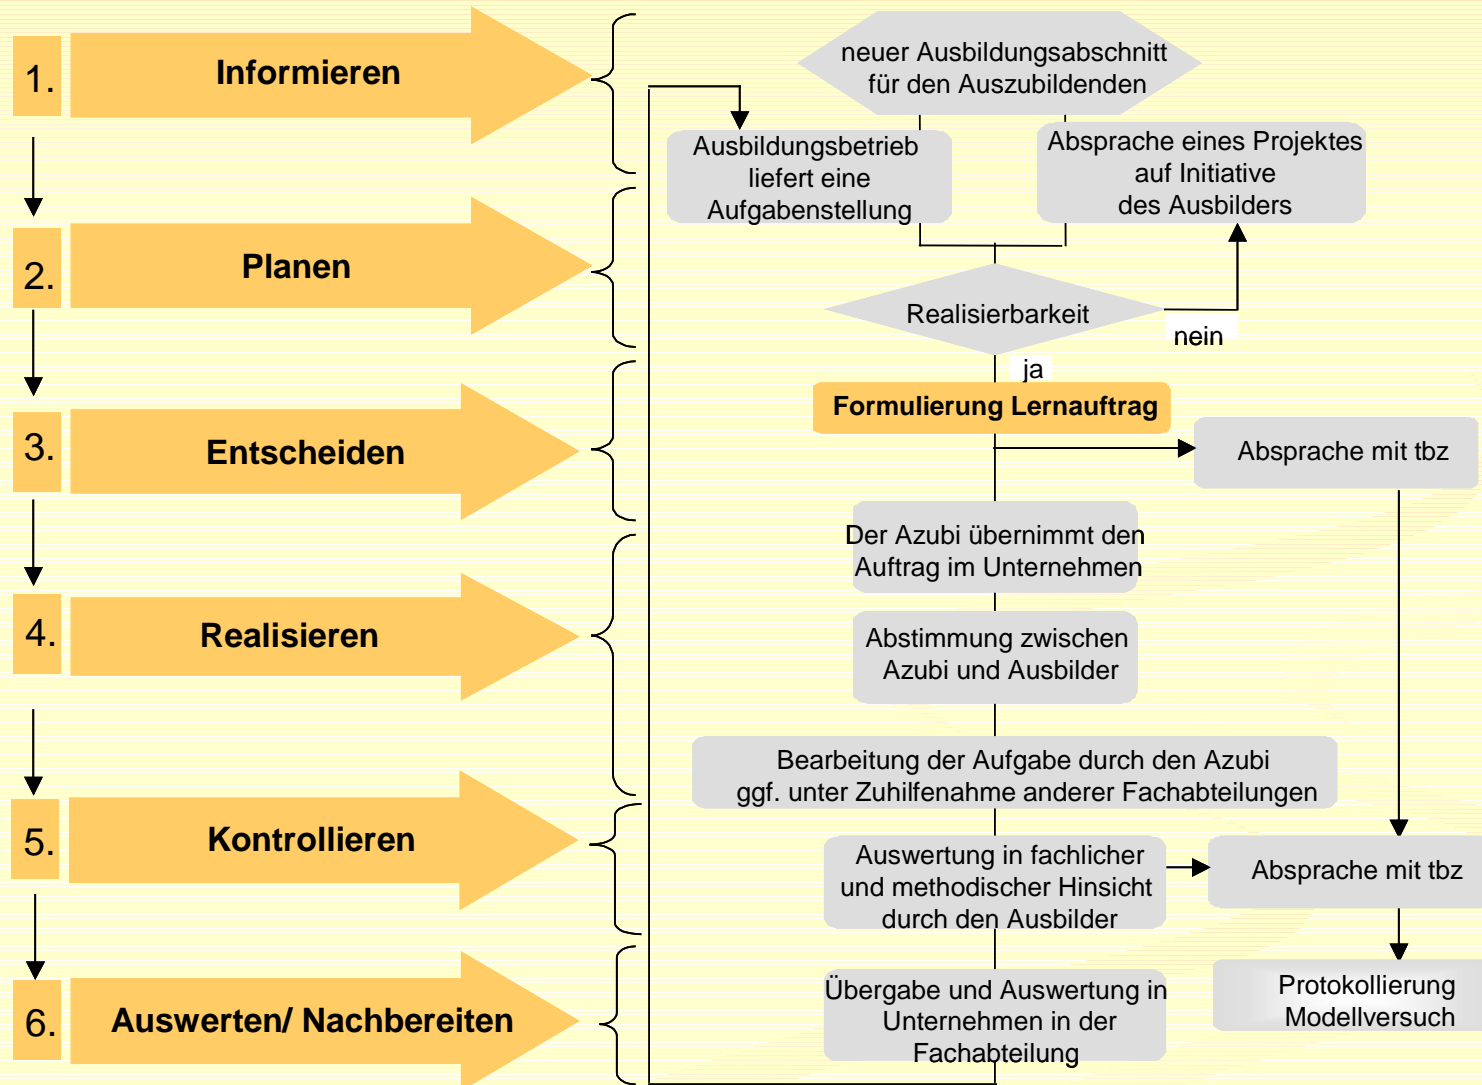 1.
Informieren
2.
Planen
3.
Entscheiden
4.
Realisieren
5.
Kontrollieren
6.
Auswerten/ Nachbereiten
neuer Ausbildungsabschnitt
für den Auszubildenden
Ausbildungsbetrieb
liefert eine
Aufgabenstellung
Absprache eines Projektes
auf Initiative
des Ausbilders
Realisierbarkeit
nein
ja
Formulierung Lernauftrag
Absprache mit tbz
Der Azubi übernimmt den
Auftrag im Unternehmen
Abstimmung zwischen
Azubi und Ausbilder
Bearbeitung der Aufgabe durch den Azubi
ggf. unter Zuhilfenahme anderer Fachabteilungen
Auswertung in fachlicher
und methodischer Hinsicht
durch den Ausbilder
Absprache mit tbz
Übergabe und Auswertung in
Unternehmen in der
Fachabteilung
Protokollierung
Modellversuch